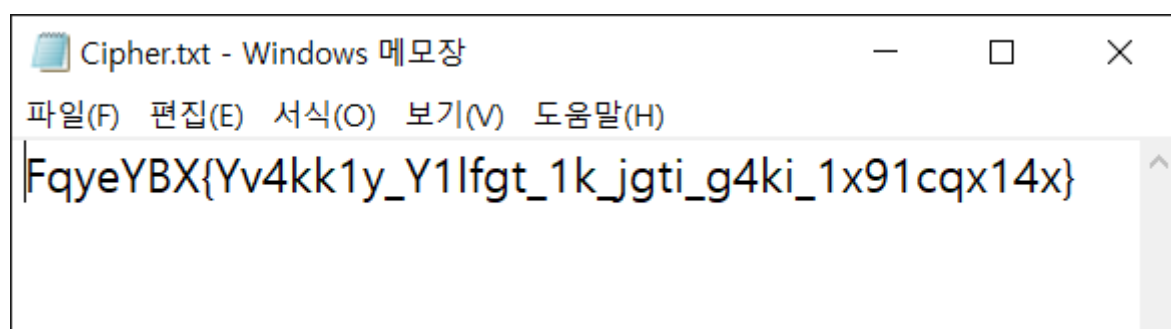 Cipher.txt - Windows 메모장
파일(F) 편집(E) 서식(O) 보기(V) 도움말(H)
FqyeYBX{Yv4kk1y_Y1lfgt_1k_jgti_g4ki_1x91cqx14x}